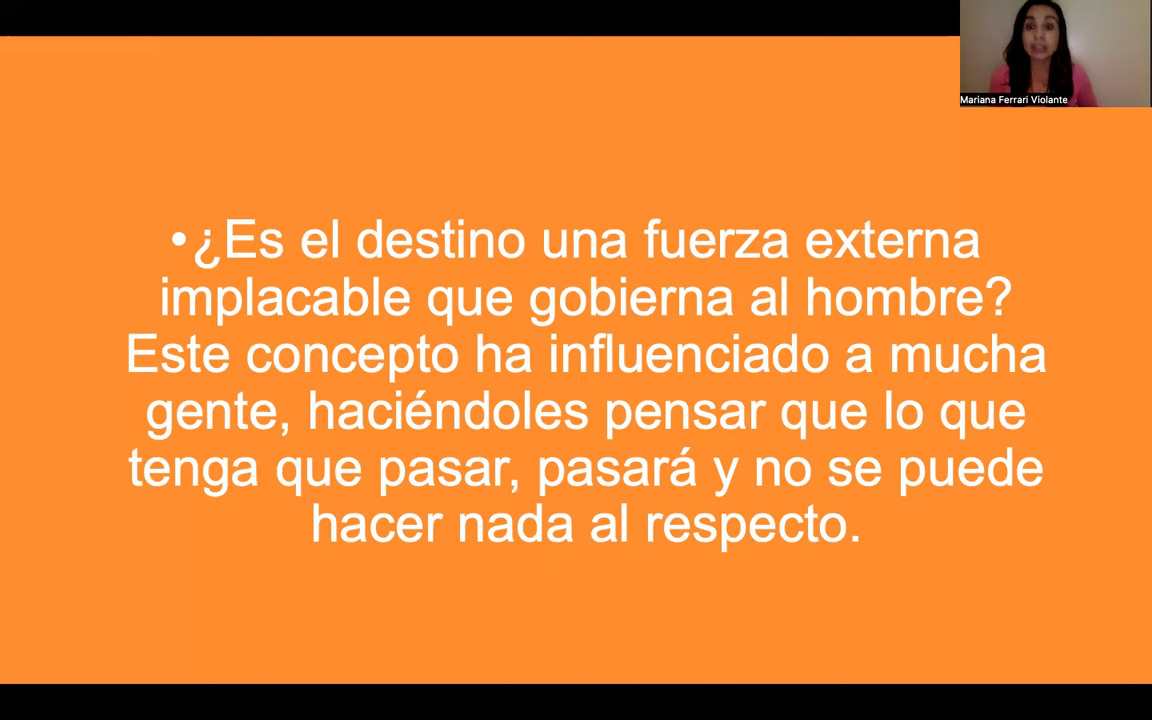 Mariana Ferrari Violante
•¿Es el destino una fuerza externa
implacable que gobierna al hombre?
Este concepto ha influenciado a mucha
gente, haciéndoles pensar que lo que
tenga que pasar, pasará y no se puede
hacer nada al respecto.